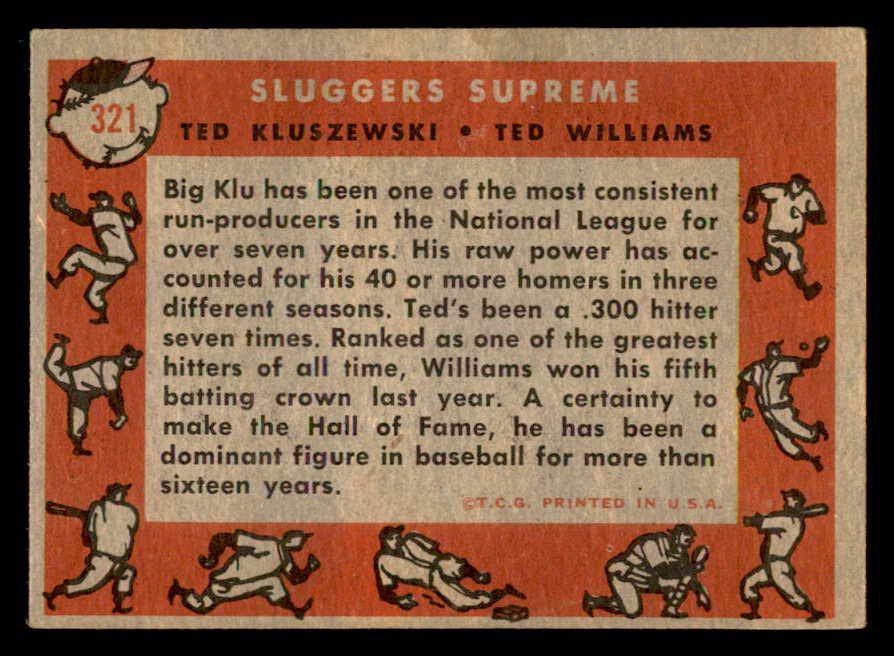 321
SLUGGERS SUPREME
TED KLUSZEWSKI • TED WILLIAMS
Big Klu has been one of the most consistent
run-producers in the National League for
over seven years. His raw power has ac-
counted for his 40 or more homers in three
different seasons. Ted's been a .300 hitter
seven times. Ranked as one of the greatest
hitters of all time, Williams won his fifth
batting crown last year. A certainty to
make the Hall of Fame, he has been a
dominant figure in baseball for more than
sixteen years.
©T.C.G. PRINTED IN U.S.A.